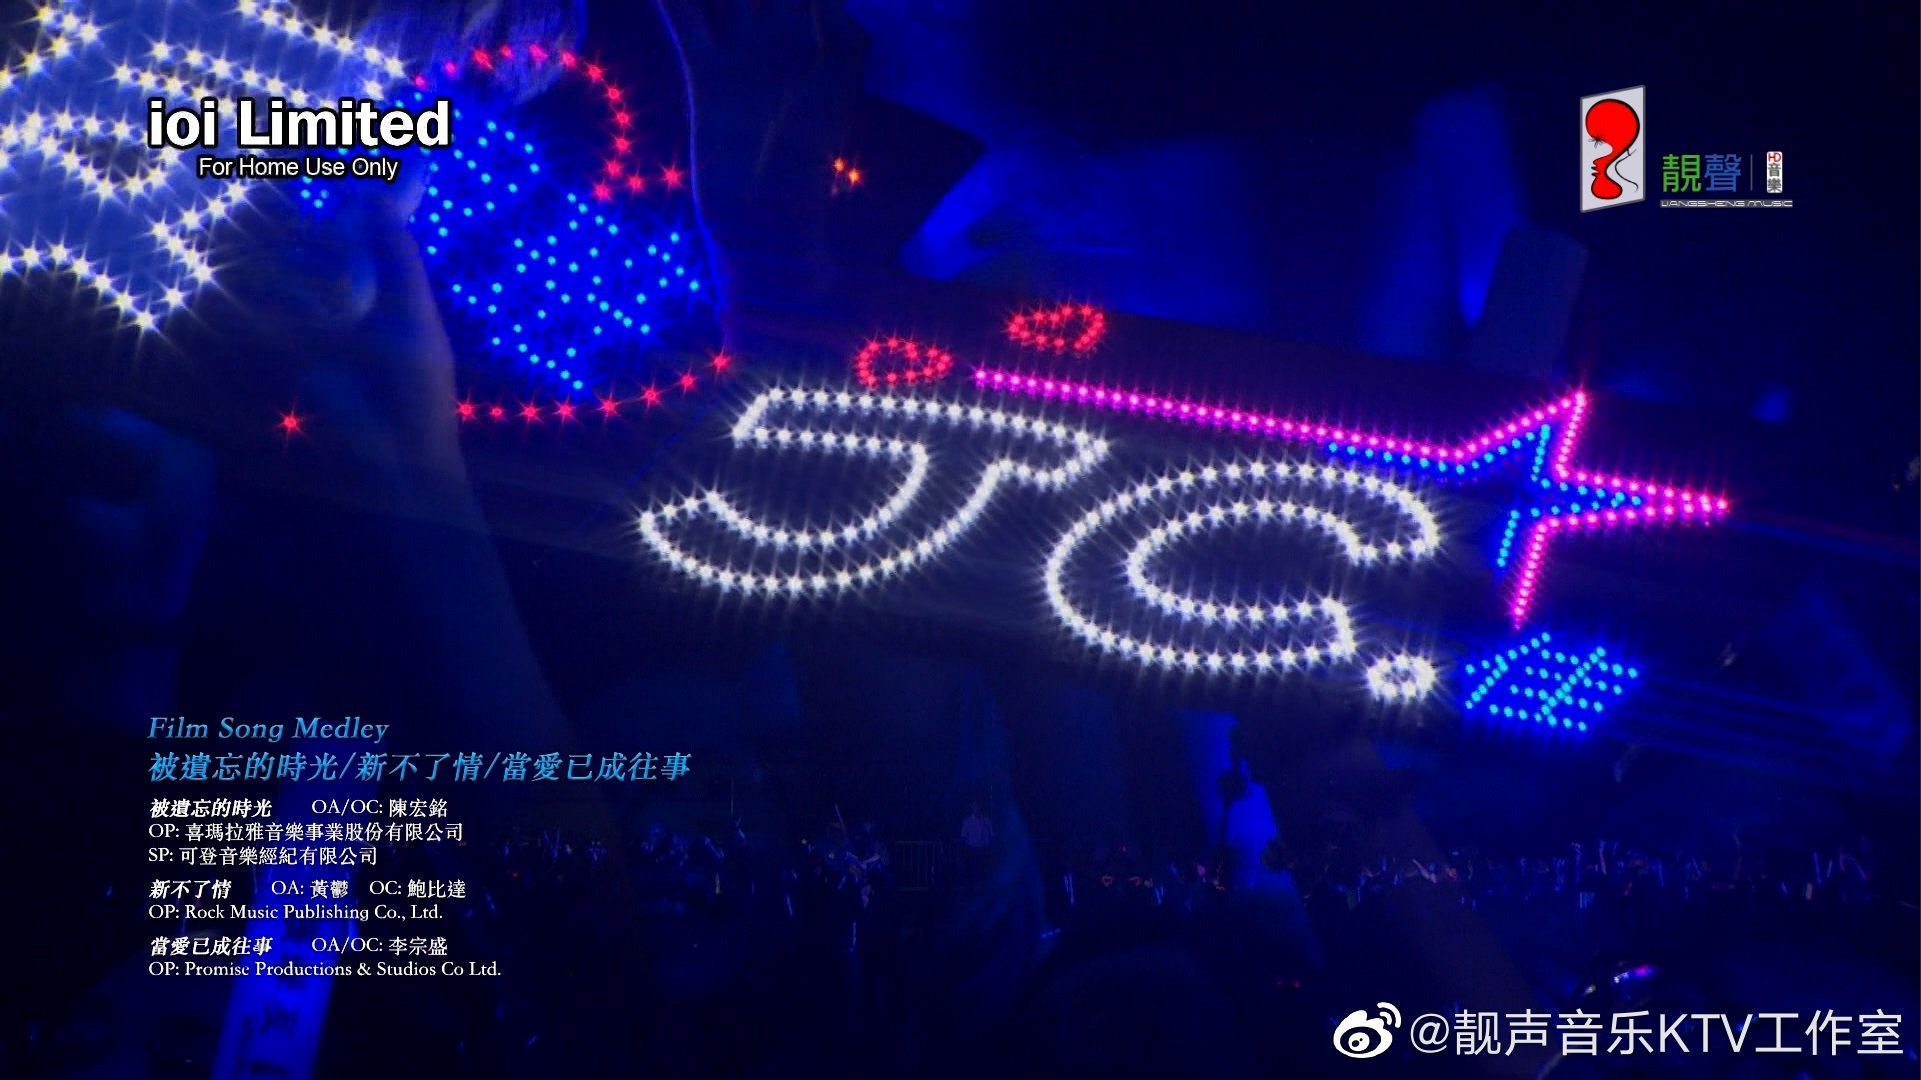 ioi Limited
For Home Use Only
靚聲 HD音樂
LIANGSHENG MUSIC
JC.
Film Song Medley
被遺忘的時光/新不了情/當愛已成往事
被遺忘的時光 OA/OC: 陳宏銘
OP: 喜瑪拉雅音樂事業股份有限公司
SP: 可登音樂經紀有限公司
新不了情 OA: 黃鬱 OC: 鮑比達
OP: Rock Music Publishing Co., Ltd.
當愛已成往事 OA/OC: 李宗盛
OP: Promise Productions & Studios Co Ltd.
@靓声音乐KTV工作室